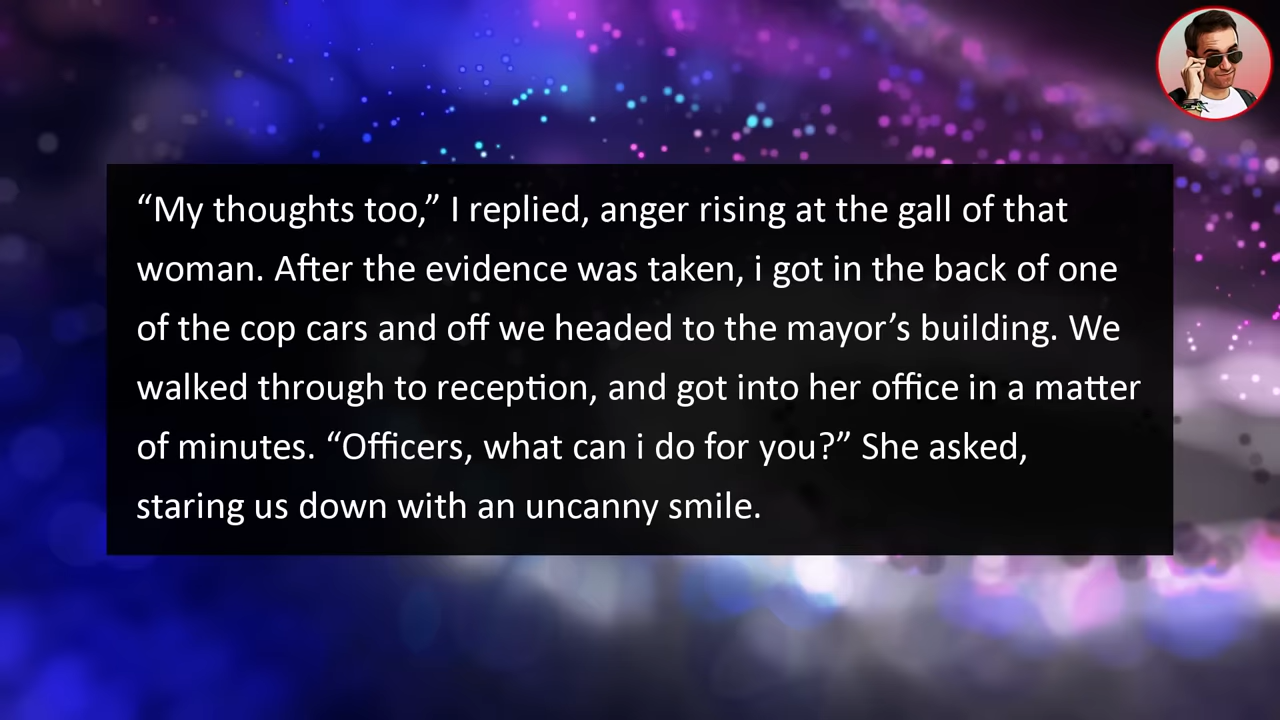 “My thoughts too,” I replied, anger rising at the gall of that
woman. After the evidence was taken, i got in the back of one
of the cop cars and off we headed to the mayor’s building. We
walked through to reception, and got into her office in a matter
of minutes. “Officers, what can i do for you?” She asked,
staring us down with an uncanny smile.